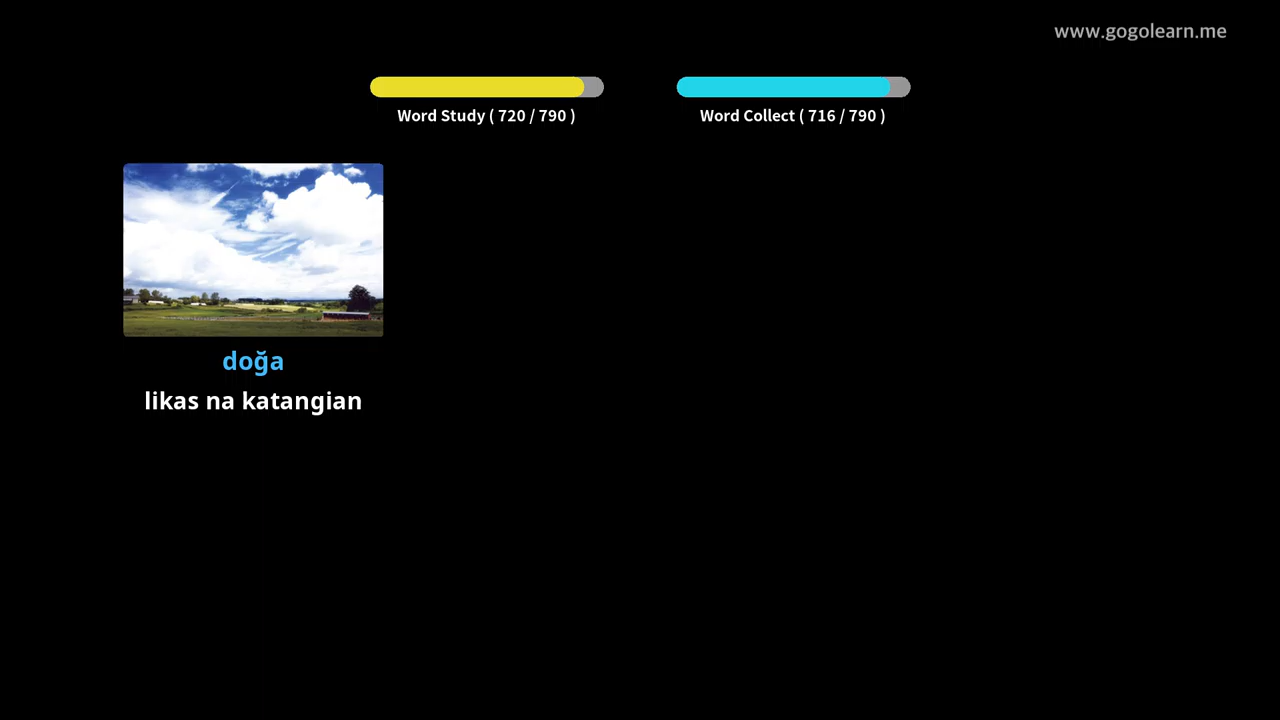 www.gogolearn.me
Word Study ( 720 / 790 )
Word Collect ( 716 / 790 )
doğa
likas na katangian